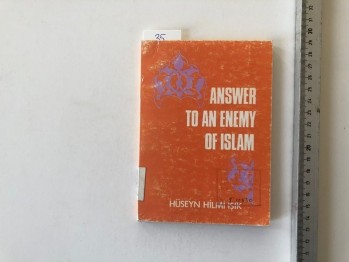 35
ANSWER
TO AN ENEMY
OF ISLAM
HÜSEYN HİLMİ IŞIK